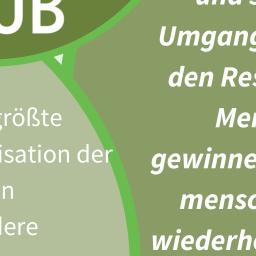 UB
größte
isation der
n
dere
und s
Umgang
den Res
Mer
gewinne
mensc
wiederhe